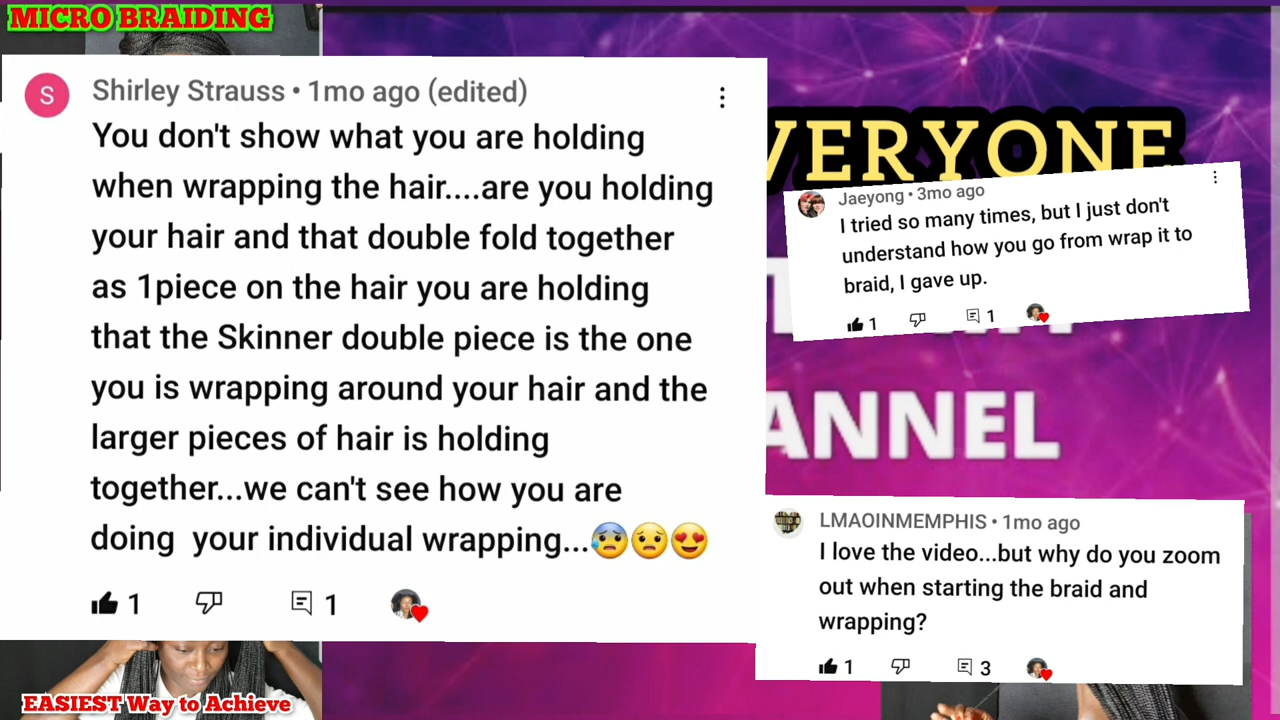 MICRO BRAIDING
S
Shirley Strauss • 1mo ago (edited)
You don't show what you are holding
when wrapping the hair....are you holding
your hair and that double fold together
as 1piece on the hair you are holding
that the Skinner double piece is the one
you is wrapping around your hair and the
larger pieces of hair is holding
together...we can't see how you are
doing your individual wrapping...😰😟😍
1
1
EASIEST Way to Achieve
VERYONE
Jaeyong • 3mo ago
I tried so many times, but I just don't
understand how you go from wrap it to
braid, I gave up.
1
1
ANNEL
LMAOINMEMPHIS • 1mo ago
I love the video...but why do you zoom
out when starting the braid and
wrapping?
1
3